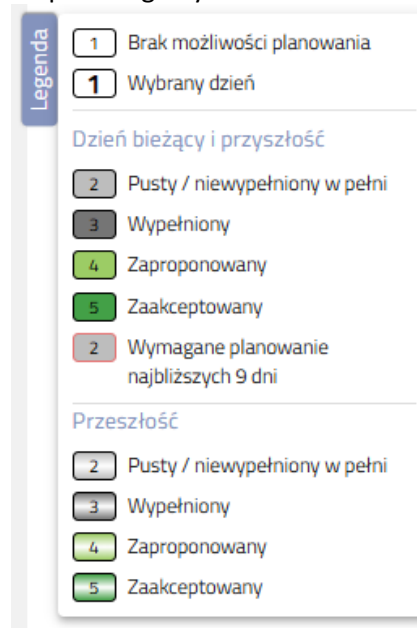 Legenda
1 Brak możliwości planowania
1 Wybrany dzień
Dzień bieżący i przyszłość
2 Pusty / niewypełniony w pełni
3 Wypełniony
4 Zaproponowany
5 Zaakceptowany
2 Wymagane planowanie
najbliższych 9 dni
Przeszłość
2 Pusty / niewypełniony w pełni
3 Wypełniony
4 Zaproponowany
5 Zaakceptowany